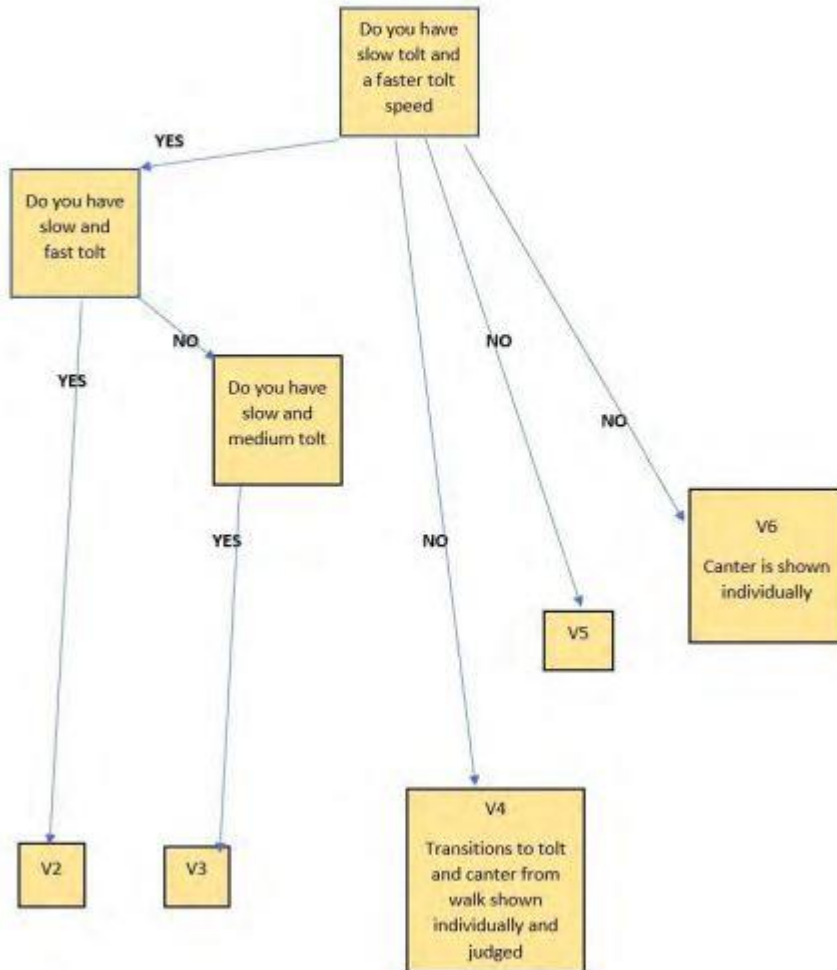 Do you have
slow tolt and
a faster tolt
speed
YES
Do you have
slow and
fast tolt
NO
YES
Do you have
slow and
medium tolt
NO
NO
YES
NO
V6
Canter is shown
individually
V5
V4
Transitions to tolt
and canter from
walk shown
individually and
judged
V2
V3